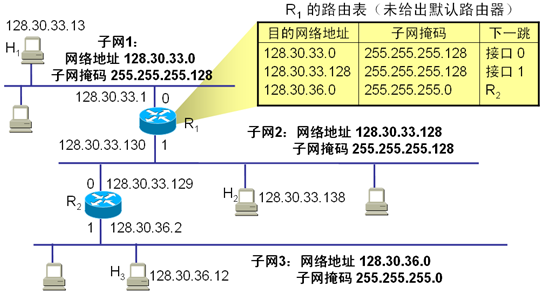 128.30.33.13
H1
子网1：
网络地址 128.30.33.0
子网掩码 255.255.255.128
R1 的路由表（未给出默认路由器）
目的网络地址 子网掩码 下一跳
128.30.33.0 255.255.255.128 接口 0
128.30.33.128 255.255.255.128 接口 1
128.30.36.0 255.255.255.0 R2
128.30.33.1 0
R1
128.30.33.130 1
子网2：网络地址 128.30.33.128
子网掩码 255.255.255.128
0 128.30.33.129
R2
H2 128.30.33.138
1 128.30.36.2
子网3：网络地址 128.30.36.0
子网掩码 255.255.255.0
H3 128.30.36.12